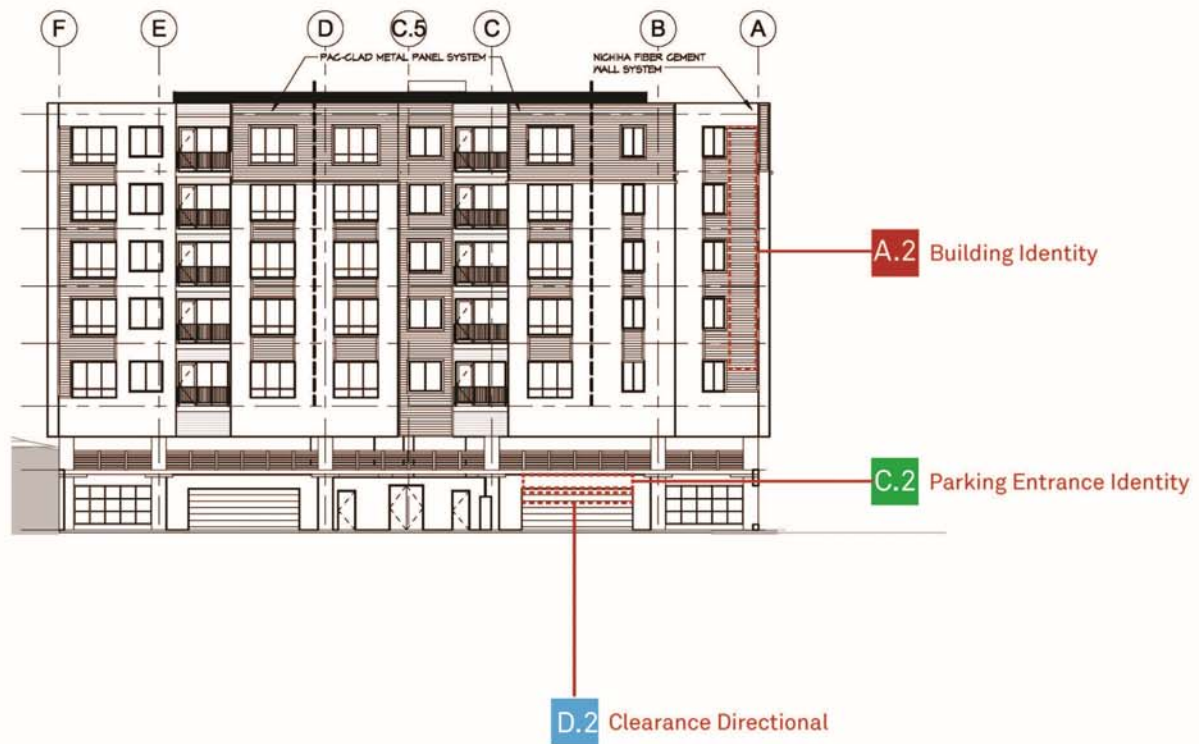 F E D C.5 C B A
PAC-CLAD METAL PANEL SYSTEM
NICHIHA FIBER CEMENT
WALL SYSTEM
A.2 Building Identity
C.2 Parking Entrance Identity
D.2 Clearance Directional